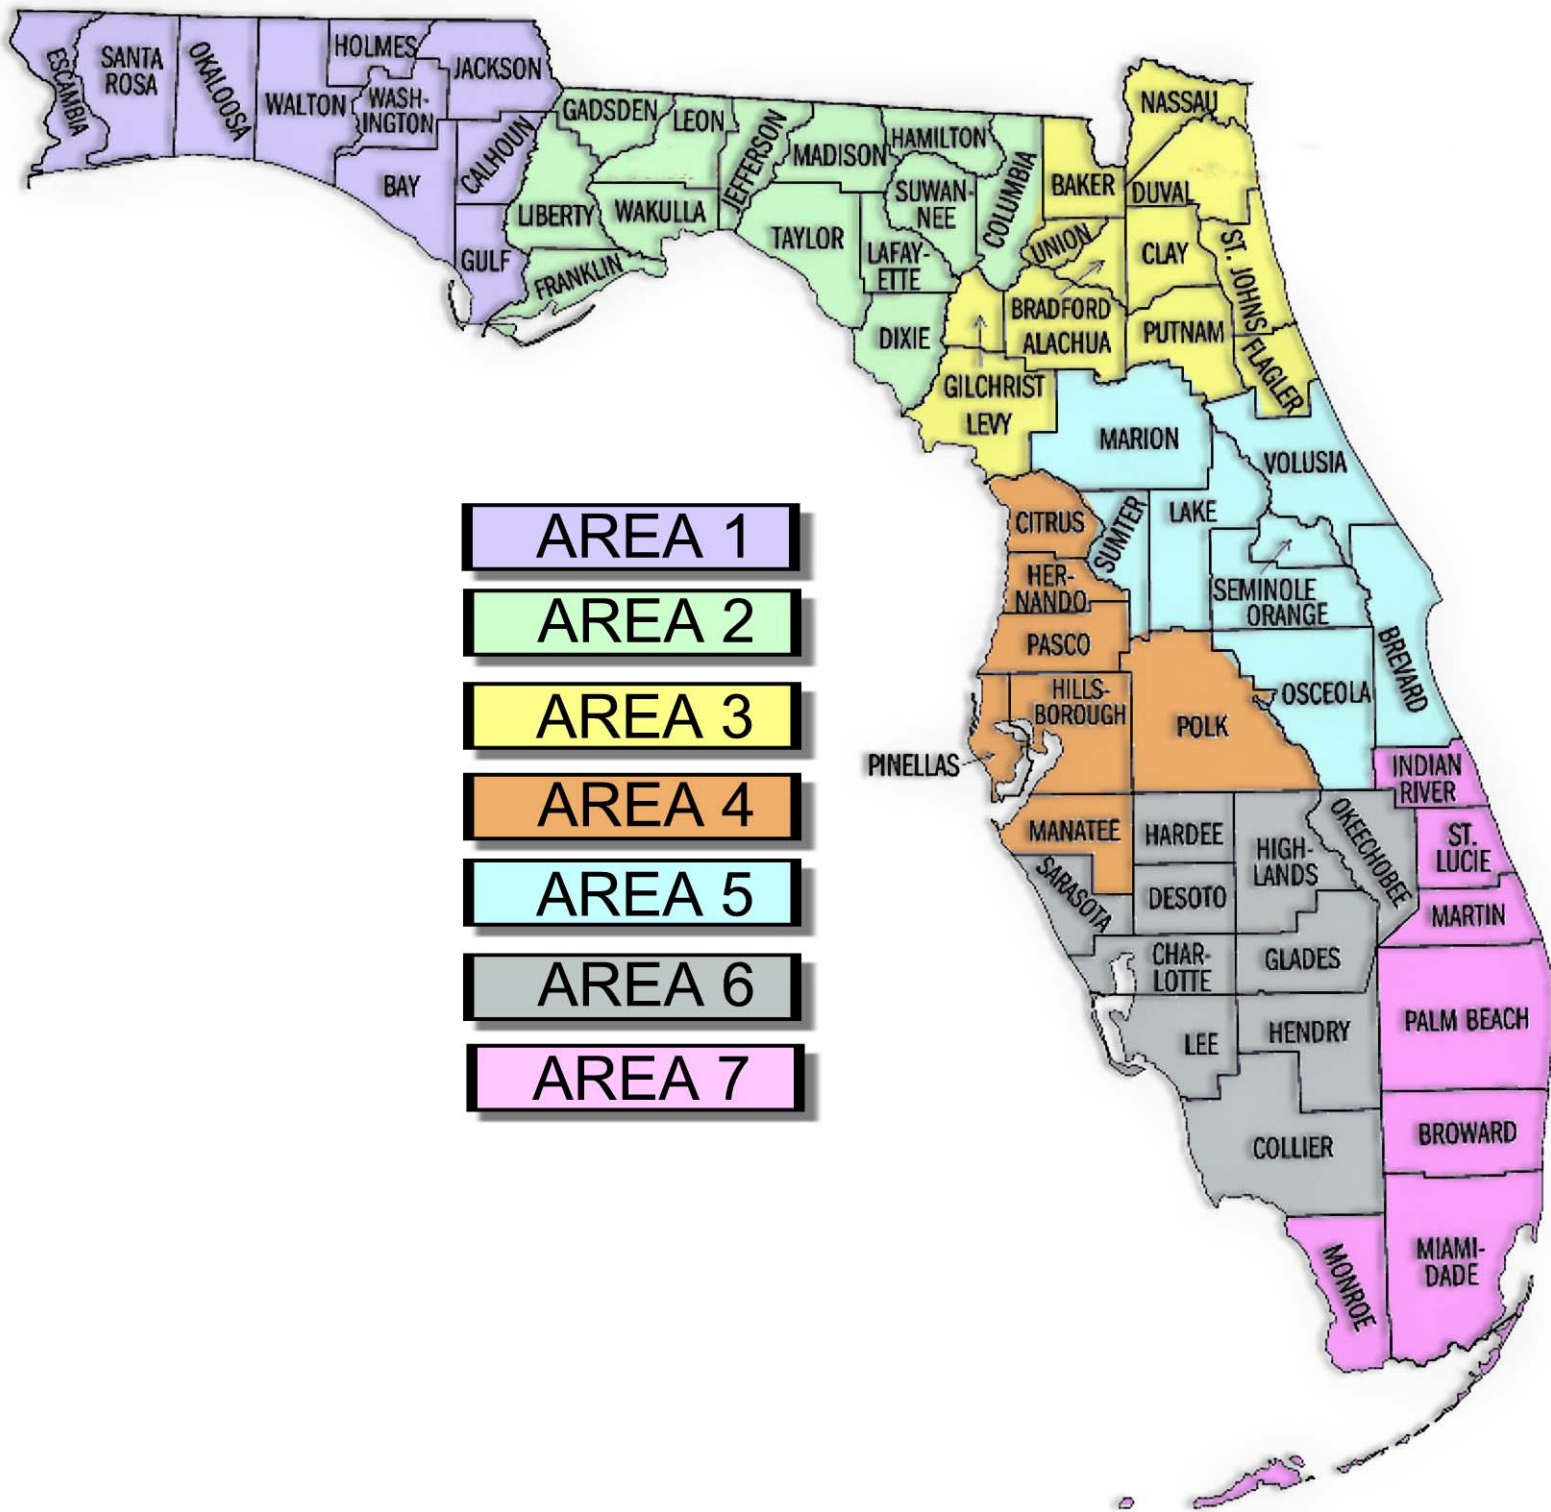 ESCAMBIA
SANTA
ROSA
OKALOOSA
WALTON
HOLMES
WASH-
INGTON
JACKSON
BAY
CALHOUN
GULF
GADSDEN
LEON
LIBERTY
WAKULLA
FRANKLIN
JEFFERSON
MADISON
HAMILTON
TAYLOR
SUWAN-
NEE
LAFAY-
ETTE
COLUMBIA
DIXIE
NASSAU
BAKER
DUVAL
UNION
CLAY
ST. JOHNS
BRADFORD
ALACHUA
PUTNAM
FLAGLER
GILCHRIST
LEVY
MARION
VOLUSIA
CITRUS
SUMTER
LAKE
HER-
NANDO
SEMINOLE
ORANGE
PASCO
BREVARD
HILLS-
BOROUGH
POLK
OSCEOLA
PINELLAS
INDIAN
RIVER
MANATEE
HARDEE
HIGH-
LANDS
OKEECHOBEE
ST.
LUCIE
SARASOTA
DESOTO
MARTIN
CHAR-
LOTTE
GLADES
LEE
HENDRY
PALM BEACH
COLLIER
BROWARD
MONROE
MIAMI-
DADE
AREA 1
AREA 2
AREA 3
AREA 4
AREA 5
AREA 6
AREA 7